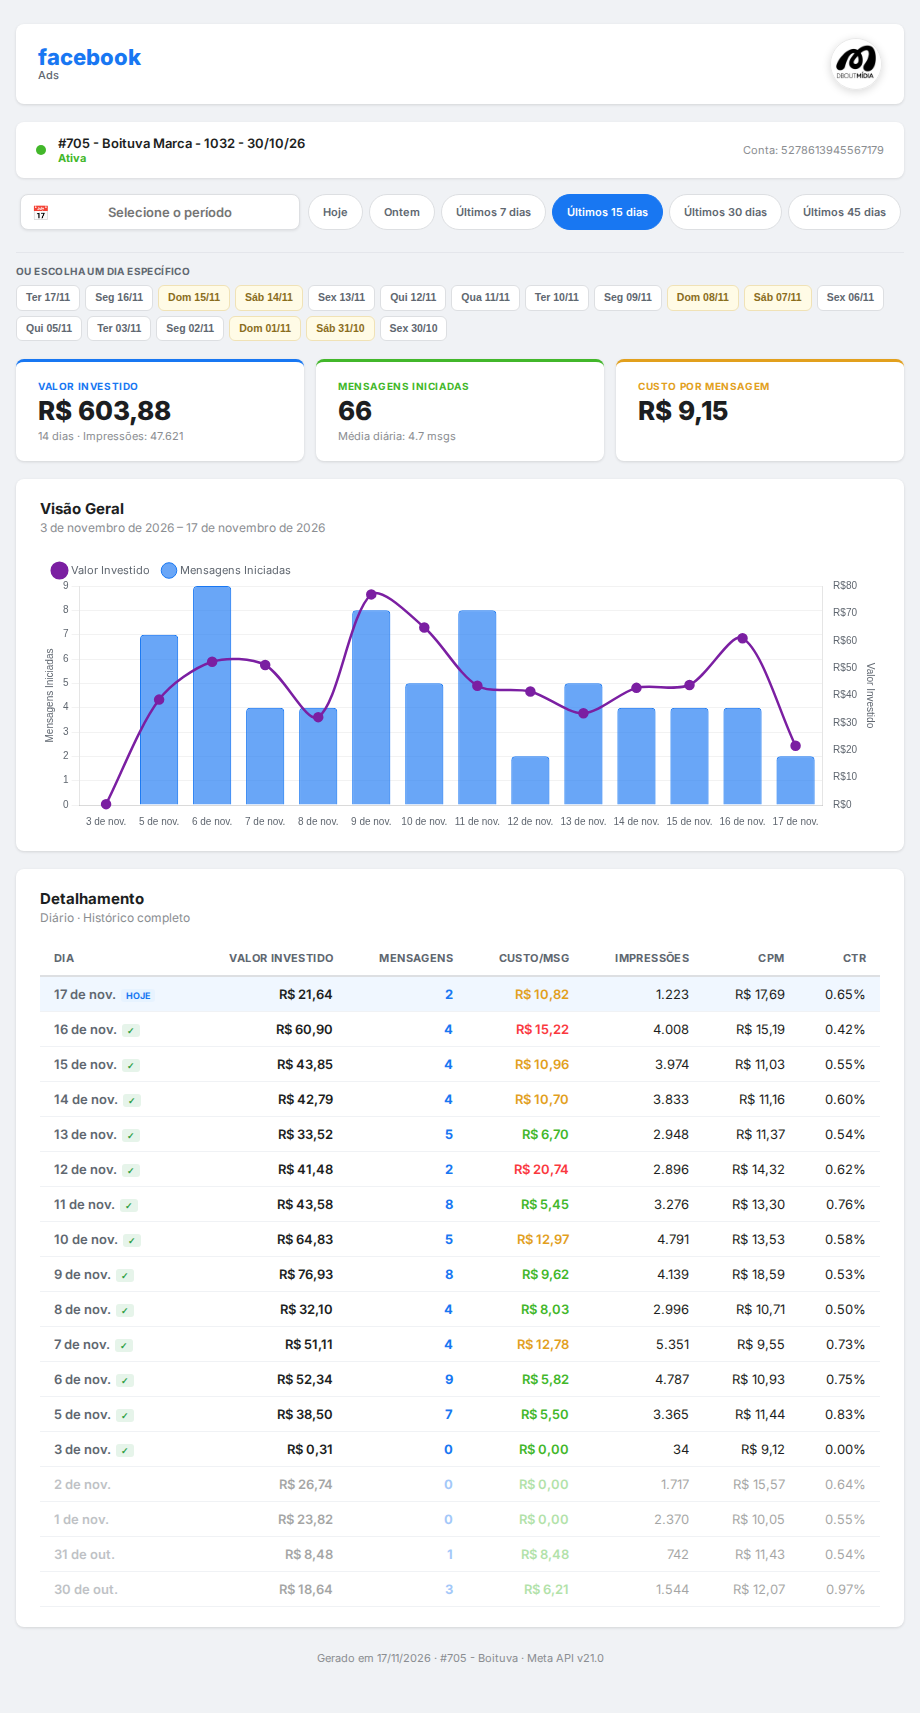 facebook
Ads
DBOUTMÍDIA
#705 - Boituva Marca - 1032 - 30/10/26
Ativa
Conta: 5278613945567179
Selecione o período
Hoje
Ontem
Últimos 7 dias
Últimos 15 dias
Últimos 30 dias
Últimos 45 dias
OU ESCOLHA UM DIA ESPECÍFICO
Ter 17/11
Seg 16/11
Dom 15/11
Sáb 14/11
Sex 13/11
Qui 12/11
Qua 11/11
Ter 10/11
Seg 09/11
Dom 08/11
Sáb 07/11
Sex 06/11
Qui 05/11
Ter 03/11
Seg 02/11
Dom 01/11
Sáb 31/10
Sex 30/10
VALOR INVESTIDO
R$ 603,88
14 dias · Impressões: 47.621
MENSAGENS INICIADAS
66
Média diária: 4.7 msgs
CUSTO POR MENSAGEM
R$ 9,15
Visão Geral
3 de novembro de 2026 – 17 de novembro de 2026
Valor Investido
Mensagens Iniciadas
Mensagens Iniciadas
9
8
7
6
5
4
3
2
1
0
R$80
R$70
R$60
R$50
R$40
R$30
R$20
R$10
R$0
Valor Investido
3 de nov. 5 de nov. 6 de nov. 7 de nov. 8 de nov. 9 de nov. 10 de nov. 11 de nov. 12 de nov. 13 de nov. 14 de nov. 15 de nov. 16 de nov. 17 de nov.
Detalhamento
Diário · Histórico completo
DIA VALOR INVESTIDO MENSAGENS CUSTO/MSG IMPRESSÕES CPM CTR
17 de nov. HOJE R$ 21,64 2 R$ 10,82 1.223 R$ 17,69 0.65%
16 de nov. ✓ R$ 60,90 4 R$ 15,22 4.008 R$ 15,19 0.42%
15 de nov. ✓ R$ 43,85 4 R$ 10,96 3.974 R$ 11,03 0.55%
14 de nov. ✓ R$ 42,79 4 R$ 10,70 3.833 R$ 11,16 0.60%
13 de nov. ✓ R$ 33,52 5 R$ 6,70 2.948 R$ 11,37 0.54%
12 de nov. ✓ R$ 41,48 2 R$ 20,74 2.896 R$ 14,32 0.62%
11 de nov. ✓ R$ 43,58 8 R$ 5,45 3.276 R$ 13,30 0.76%
10 de nov. ✓ R$ 64,83 5 R$ 12,97 4.791 R$ 13,53 0.58%
9 de nov. ✓ R$ 76,93 8 R$ 9,62 4.139 R$ 18,59 0.53%
8 de nov. ✓ R$ 32,10 4 R$ 8,03 2.996 R$ 10,71 0.50%
7 de nov. ✓ R$ 51,11 4 R$ 12,78 5.351 R$ 9,55 0.73%
6 de nov. ✓ R$ 52,34 9 R$ 5,82 4.787 R$ 10,93 0.75%
5 de nov. ✓ R$ 38,50 7 R$ 5,50 3.365 R$ 11,44 0.83%
3 de nov. ✓ R$ 0,31 0 R$ 0,00 34 R$ 9,12 0.00%
2 de nov. R$ 26,74 0 R$ 0,00 1.717 R$ 15,57 0.64%
1 de nov. R$ 23,82 0 R$ 0,00 2.370 R$ 10,05 0.55%
31 de out. R$ 8,48 1 R$ 8,48 742 R$ 11,43 0.54%
30 de out. R$ 18,64 3 R$ 6,21 1.544 R$ 12,07 0.97%
Gerado em 17/11/2026 · #705 - Boituva · Meta API v21.0